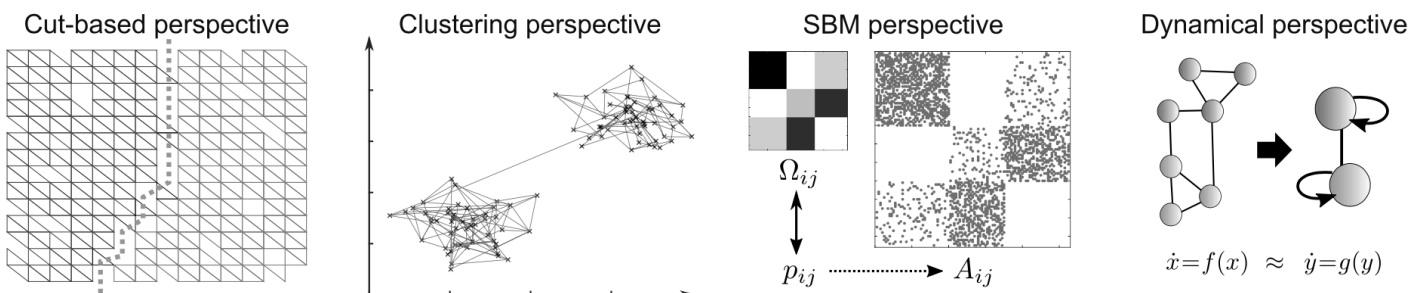 Cut-based perspective
Clustering perspective
SBM perspective
Dynamical perspective
Ωij
pij
Aij
ẋ=f(x) ≈ ẏ=g(y)